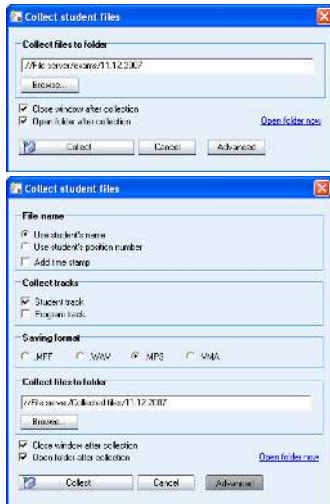 Collect student files
Collect files to folder
//File server/exams/11.12.2007
Browse...
Close window after collection
Open folder after collection
Open folder now
Collect Cancel Advanced
Collect student files
File name
Use student's name
Use student's position number
Add time stamp
Collect tracks
Student track
Program track
Saving format
.MFF .WAV .MP3 .WMA
Collect files to folder
//File server/Collected files/11.12.2007
Browse...
Close window after collection
Open folder after collection
Open folder now
Collect Cancel Advanced